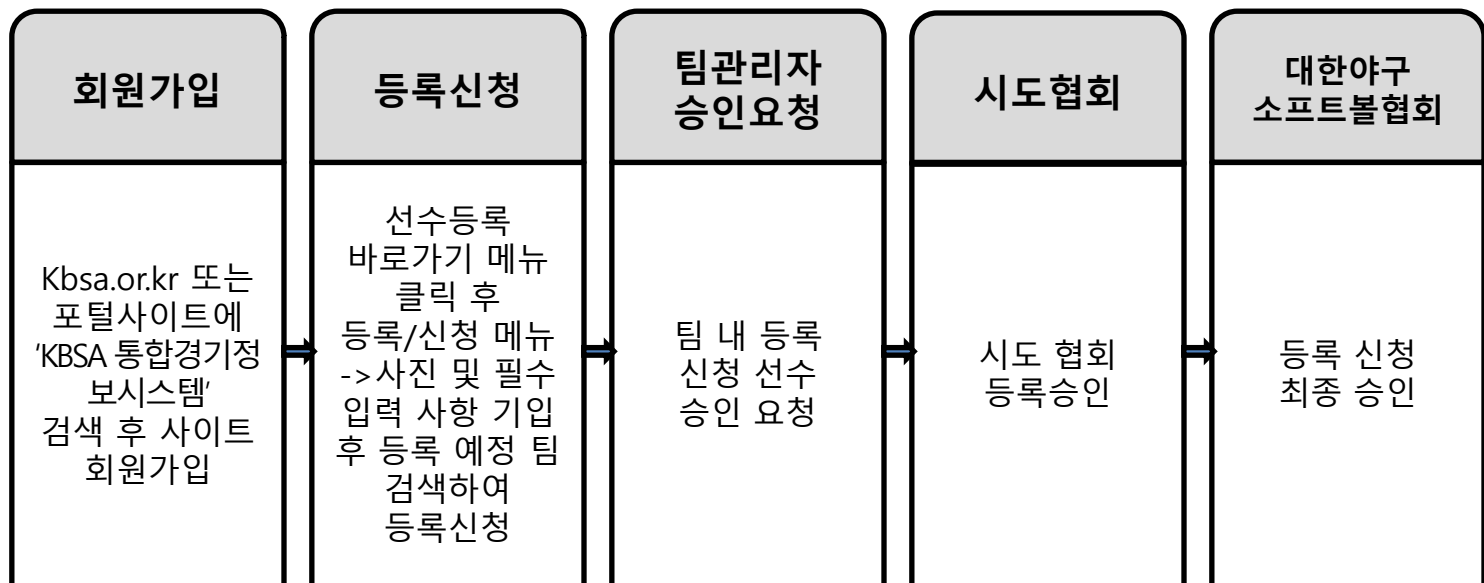 회원가입
Kbsa.or.kr 또는
포털사이트에
'KBSA 통합경기정
보시스템'
검색 후 사이트
회원가입
등록신청
선수등록
바로가기 메뉴
클릭 후
등록/신청 메뉴
->사진 및 필수
입력 사항 기입
후 등록 예정 팀
검색하여
등록신청
팀관리자
승인요청
팀 내 등록
신청 선수
승인 요청
시도협회
시도 협회
등록승인
대한야구
소프트볼협회
등록 신청
최종 승인